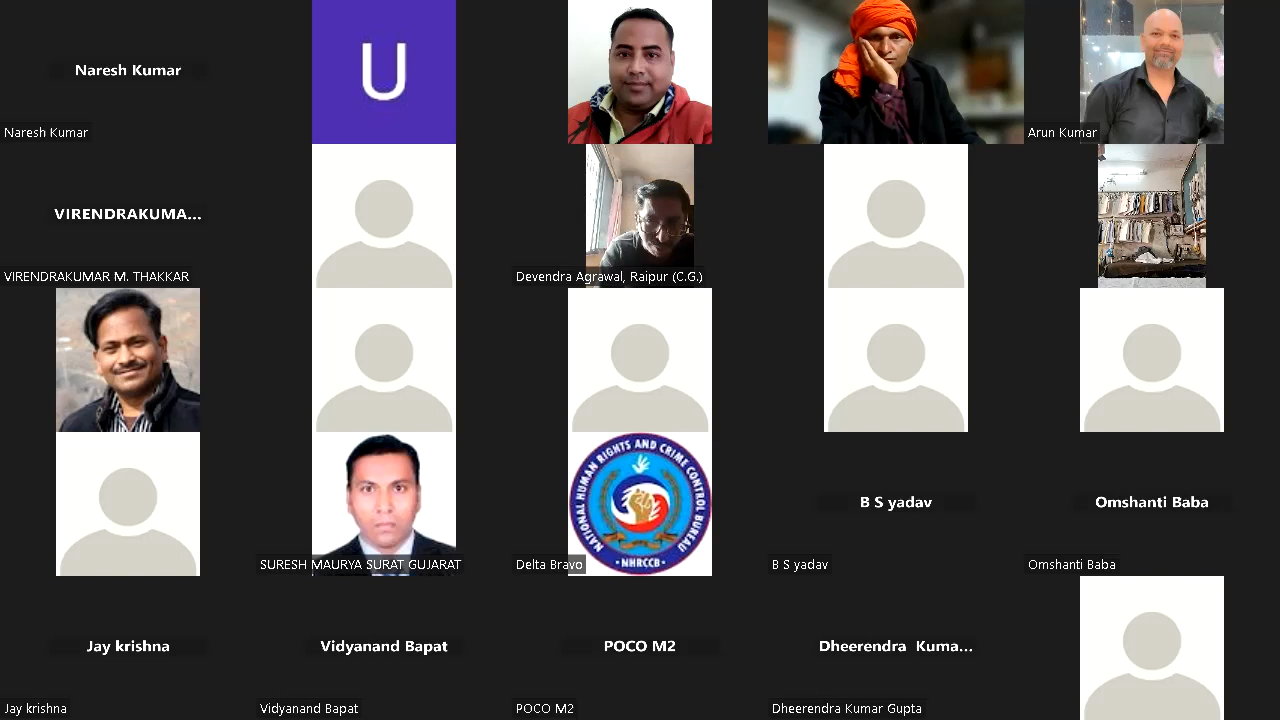 Naresh Kumar
Naresh Kumar
U
Arun Kumar
VIRENDRAKUMA...
VIRENDRAKUMAR M. THAKKAR
Devendra Agrawal, Raipur (C.G.)
SURESH MAURYA SURAT GUJARAT
NATIONAL HUMAN RIGHTS AND CRIME CONTROL BUREAU
·NHRCCB·
Delta Bravo
B S yadav
B S yadav
Omshanti Baba
Omshanti Baba
Jay krishna
Jay krishna
Vidyanand Bapat
Vidyanand Bapat
POCO M2
POCO M2
Dheerendra Kuma...
Dheerendra Kumar Gupta